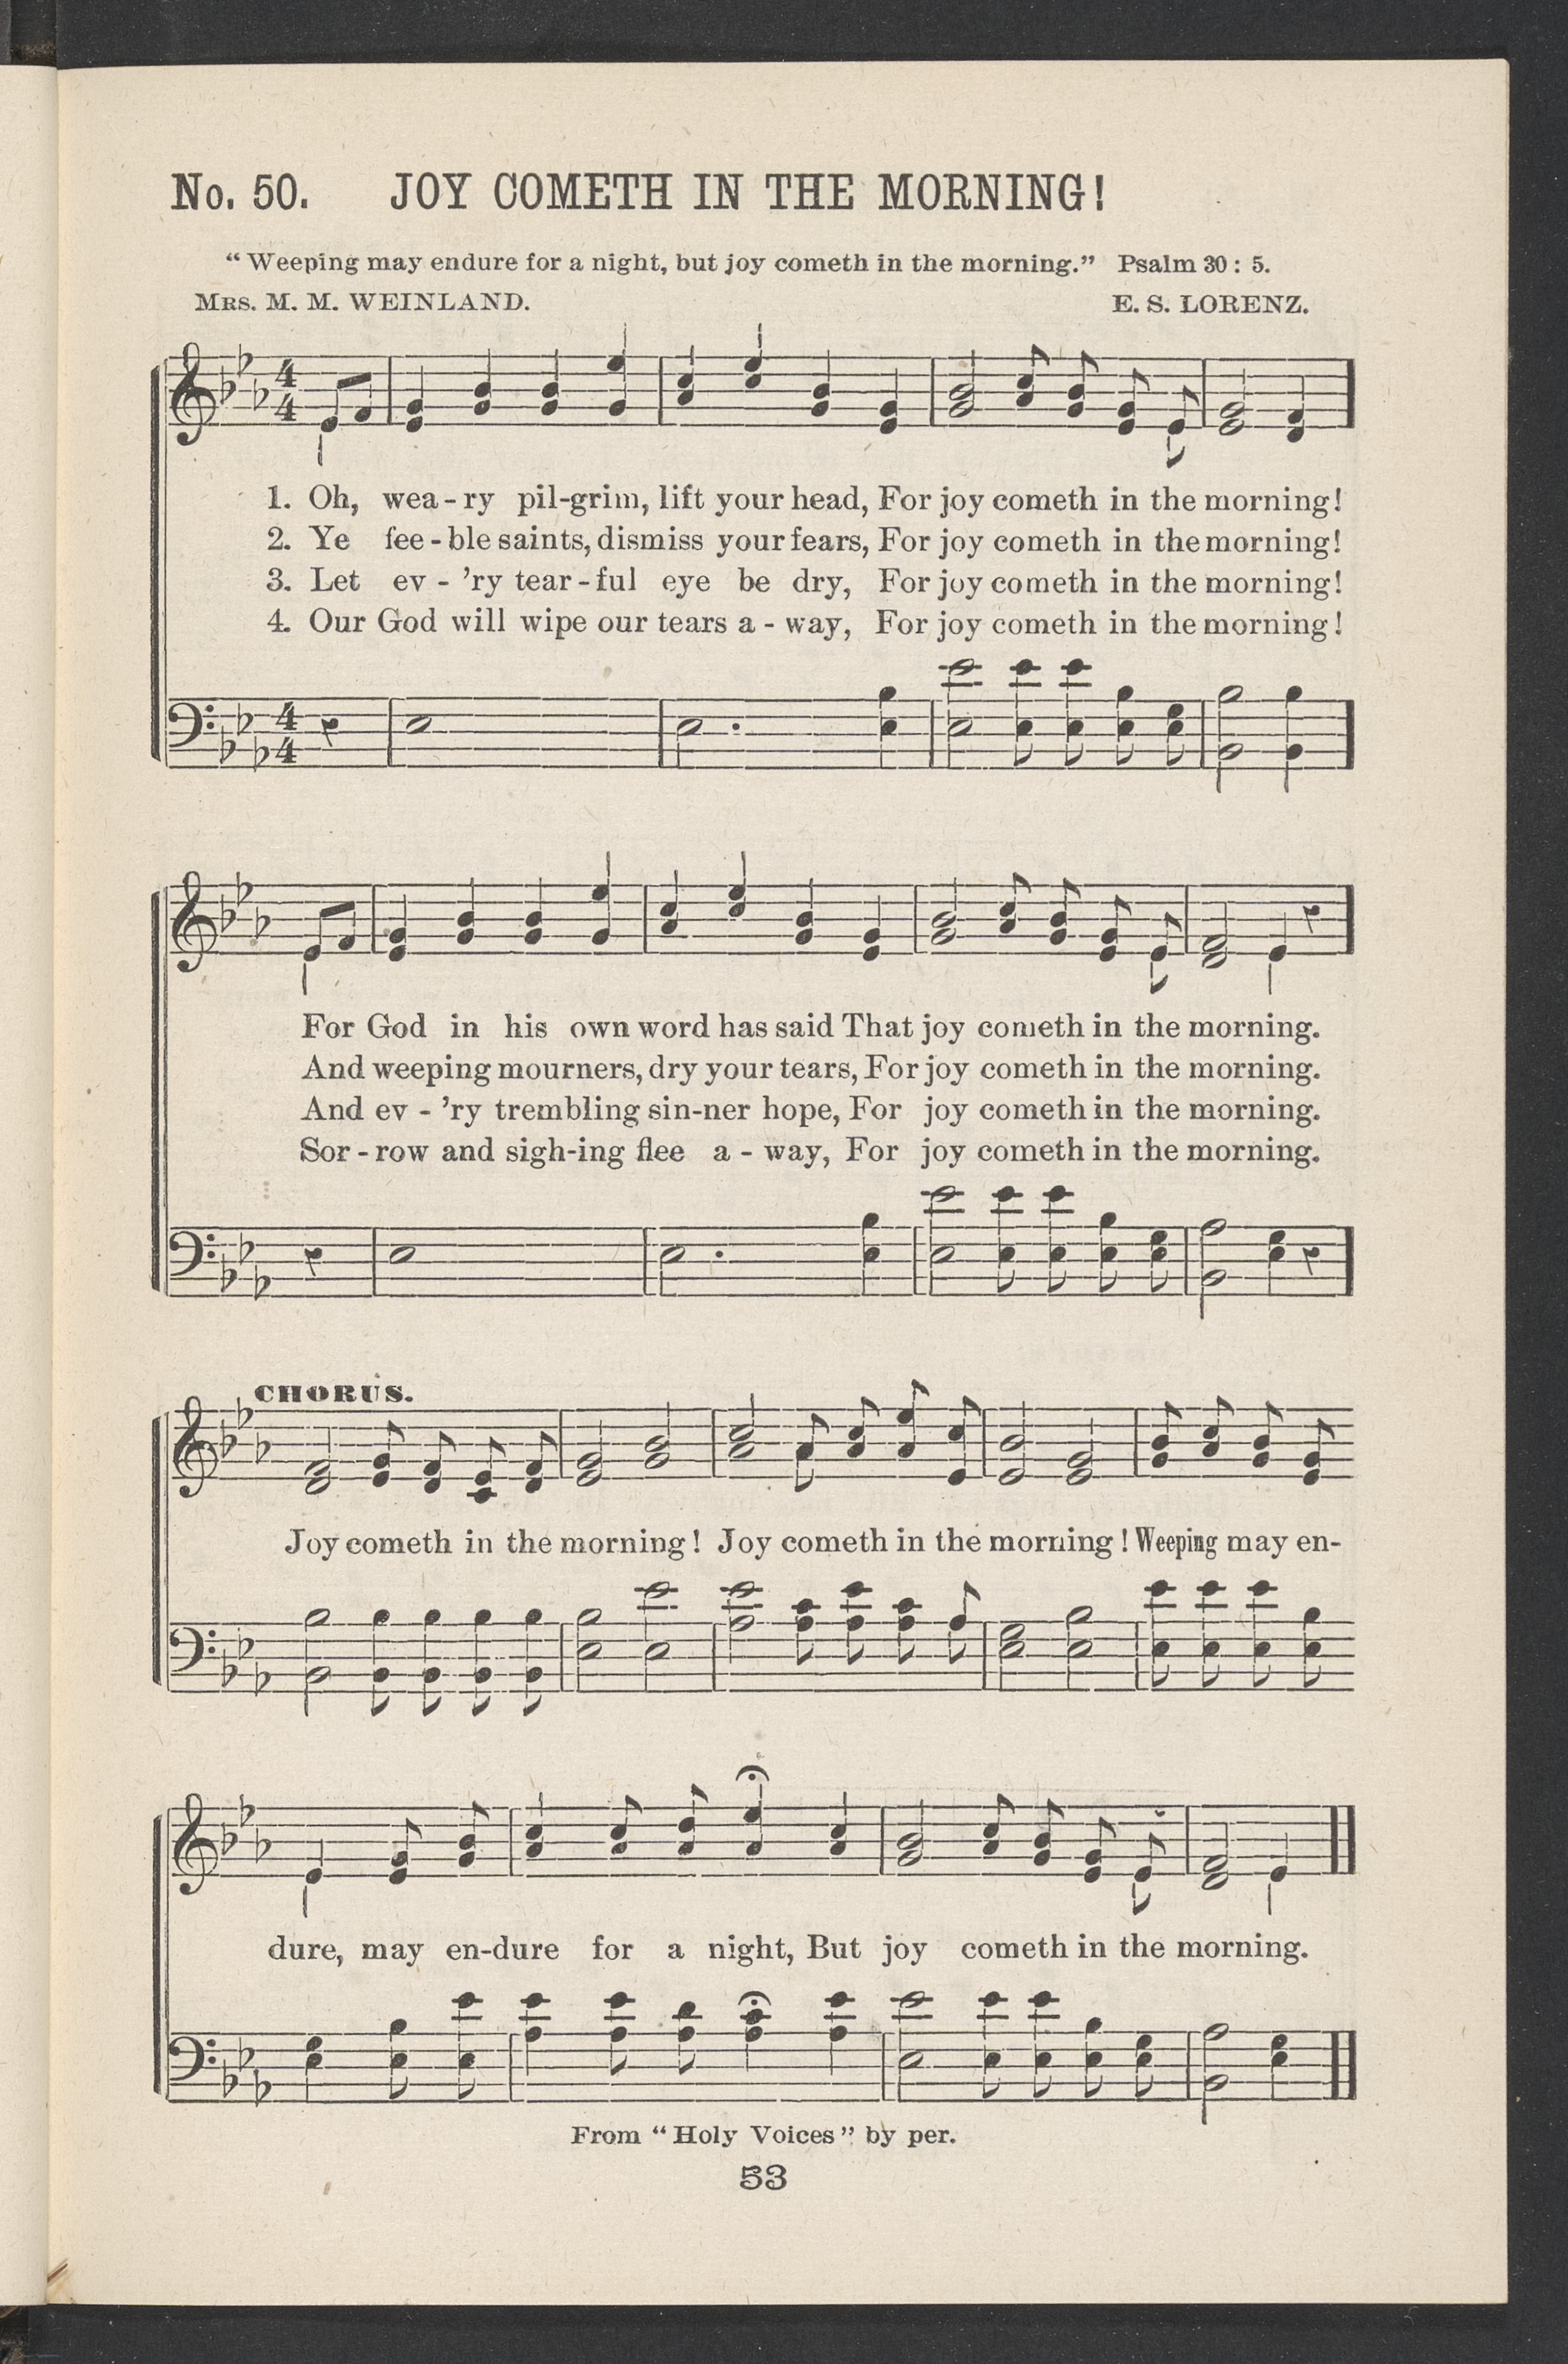 No. 50. JOY COMETH IN THE MORNING!
“Weeping may endure for a night, but joy cometh in the morning.” Psalm 30: 5.
MRS. M. M. WEINLAND. E. S. LORENZ.
4
4
1. Oh, wea-ry pil-grim, lift your head, For joy cometh in the morning!
2. Ye fee-ble saints, dismiss your fears, For joy cometh in the morning!
3. Let ev-’ry tear-ful eye be dry, For joy cometh in the morning!
4. Our God will wipe our tears a-way, For joy cometh in the morning!
4
4
For God in his own word has said That joy cometh in the morning.
And weeping mourners, dry your tears, For joy cometh in the morning.
And ev-’ry trembling sin-ner hope, For joy cometh in the morning.
Sor-row and sigh-ing flee a-way, For joy cometh in the morning.
CHORUS.
Joy cometh in the morning! Joy cometh in the morning! Weeping may en-
dure, may en-dure for a night, But joy cometh in the morning.
From “Holy Voices” by per.
53